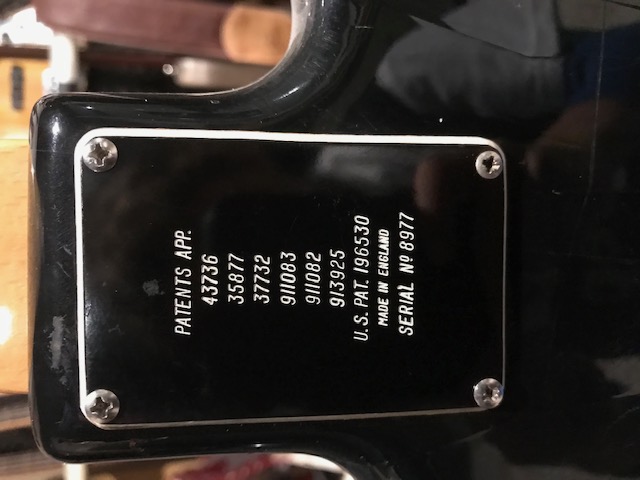 PATENTS APP.
43736
35877
37732
911083
911082
913925
U.S. PAT. 196530
MADE IN ENGLAND
SERIAL Nº 8977